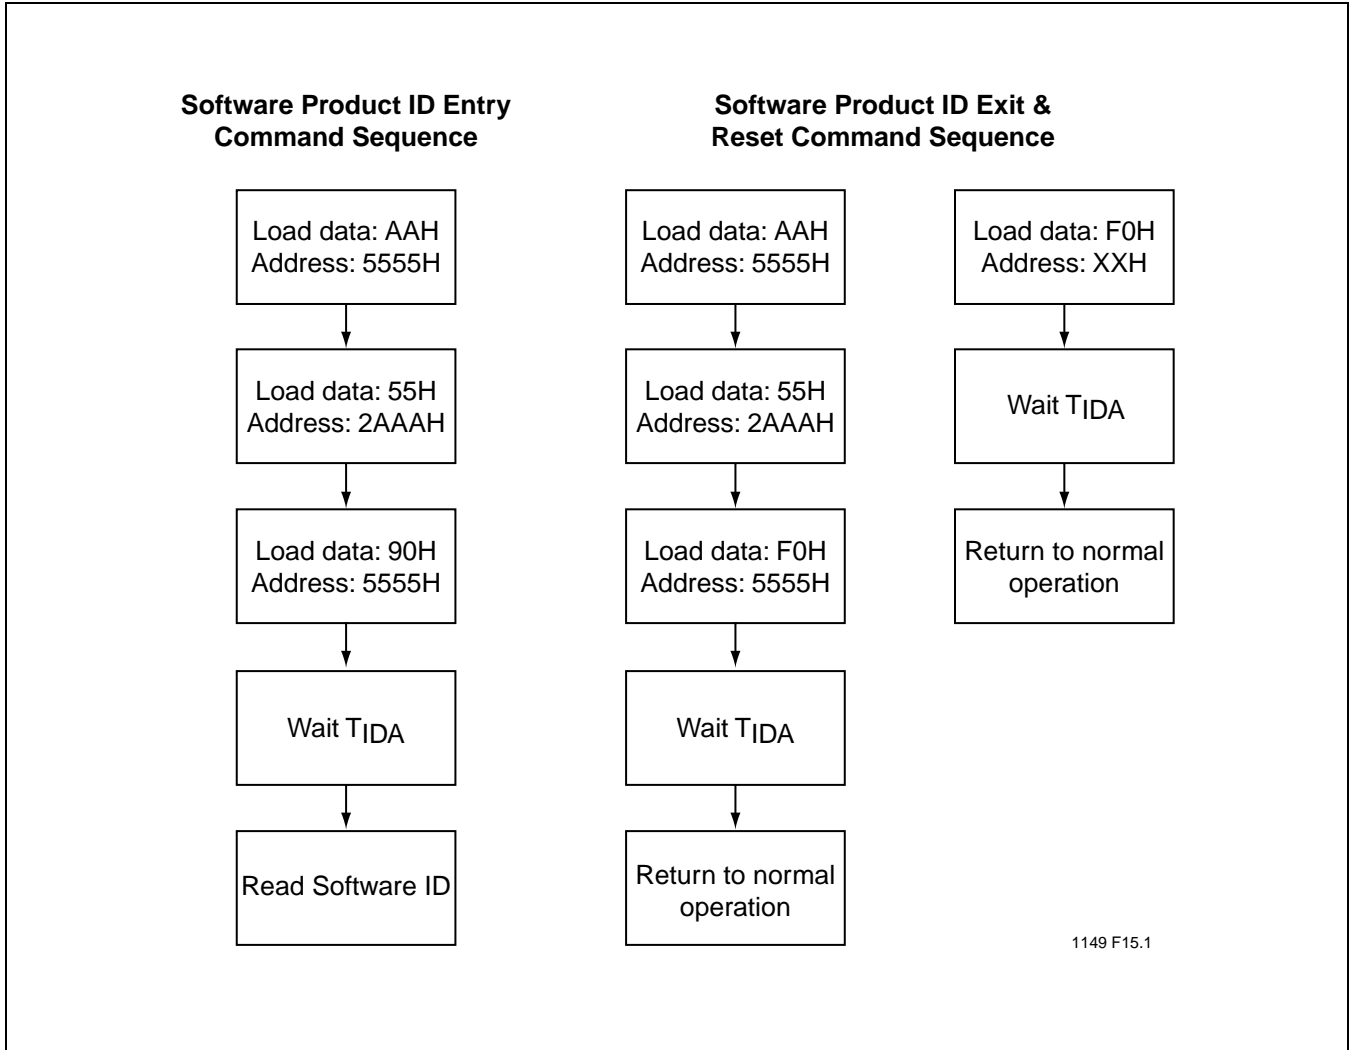 Software Product ID Entry
Command Sequence
Load data: AAH
Address: 5555H
Load data: 55H
Address: 2AAAH
Load data: 90H
Address: 5555H
Wait TIDA
Read Software ID
Software Product ID Exit &
Reset Command Sequence
Load data: AAH
Address: 5555H
Load data: 55H
Address: 2AAAH
Load data: F0H
Address: 5555H
Wait TIDA
Return to normal
operation
Load data: F0H
Address: XXH
Wait TIDA
Return to normal
operation
1149 F15.1